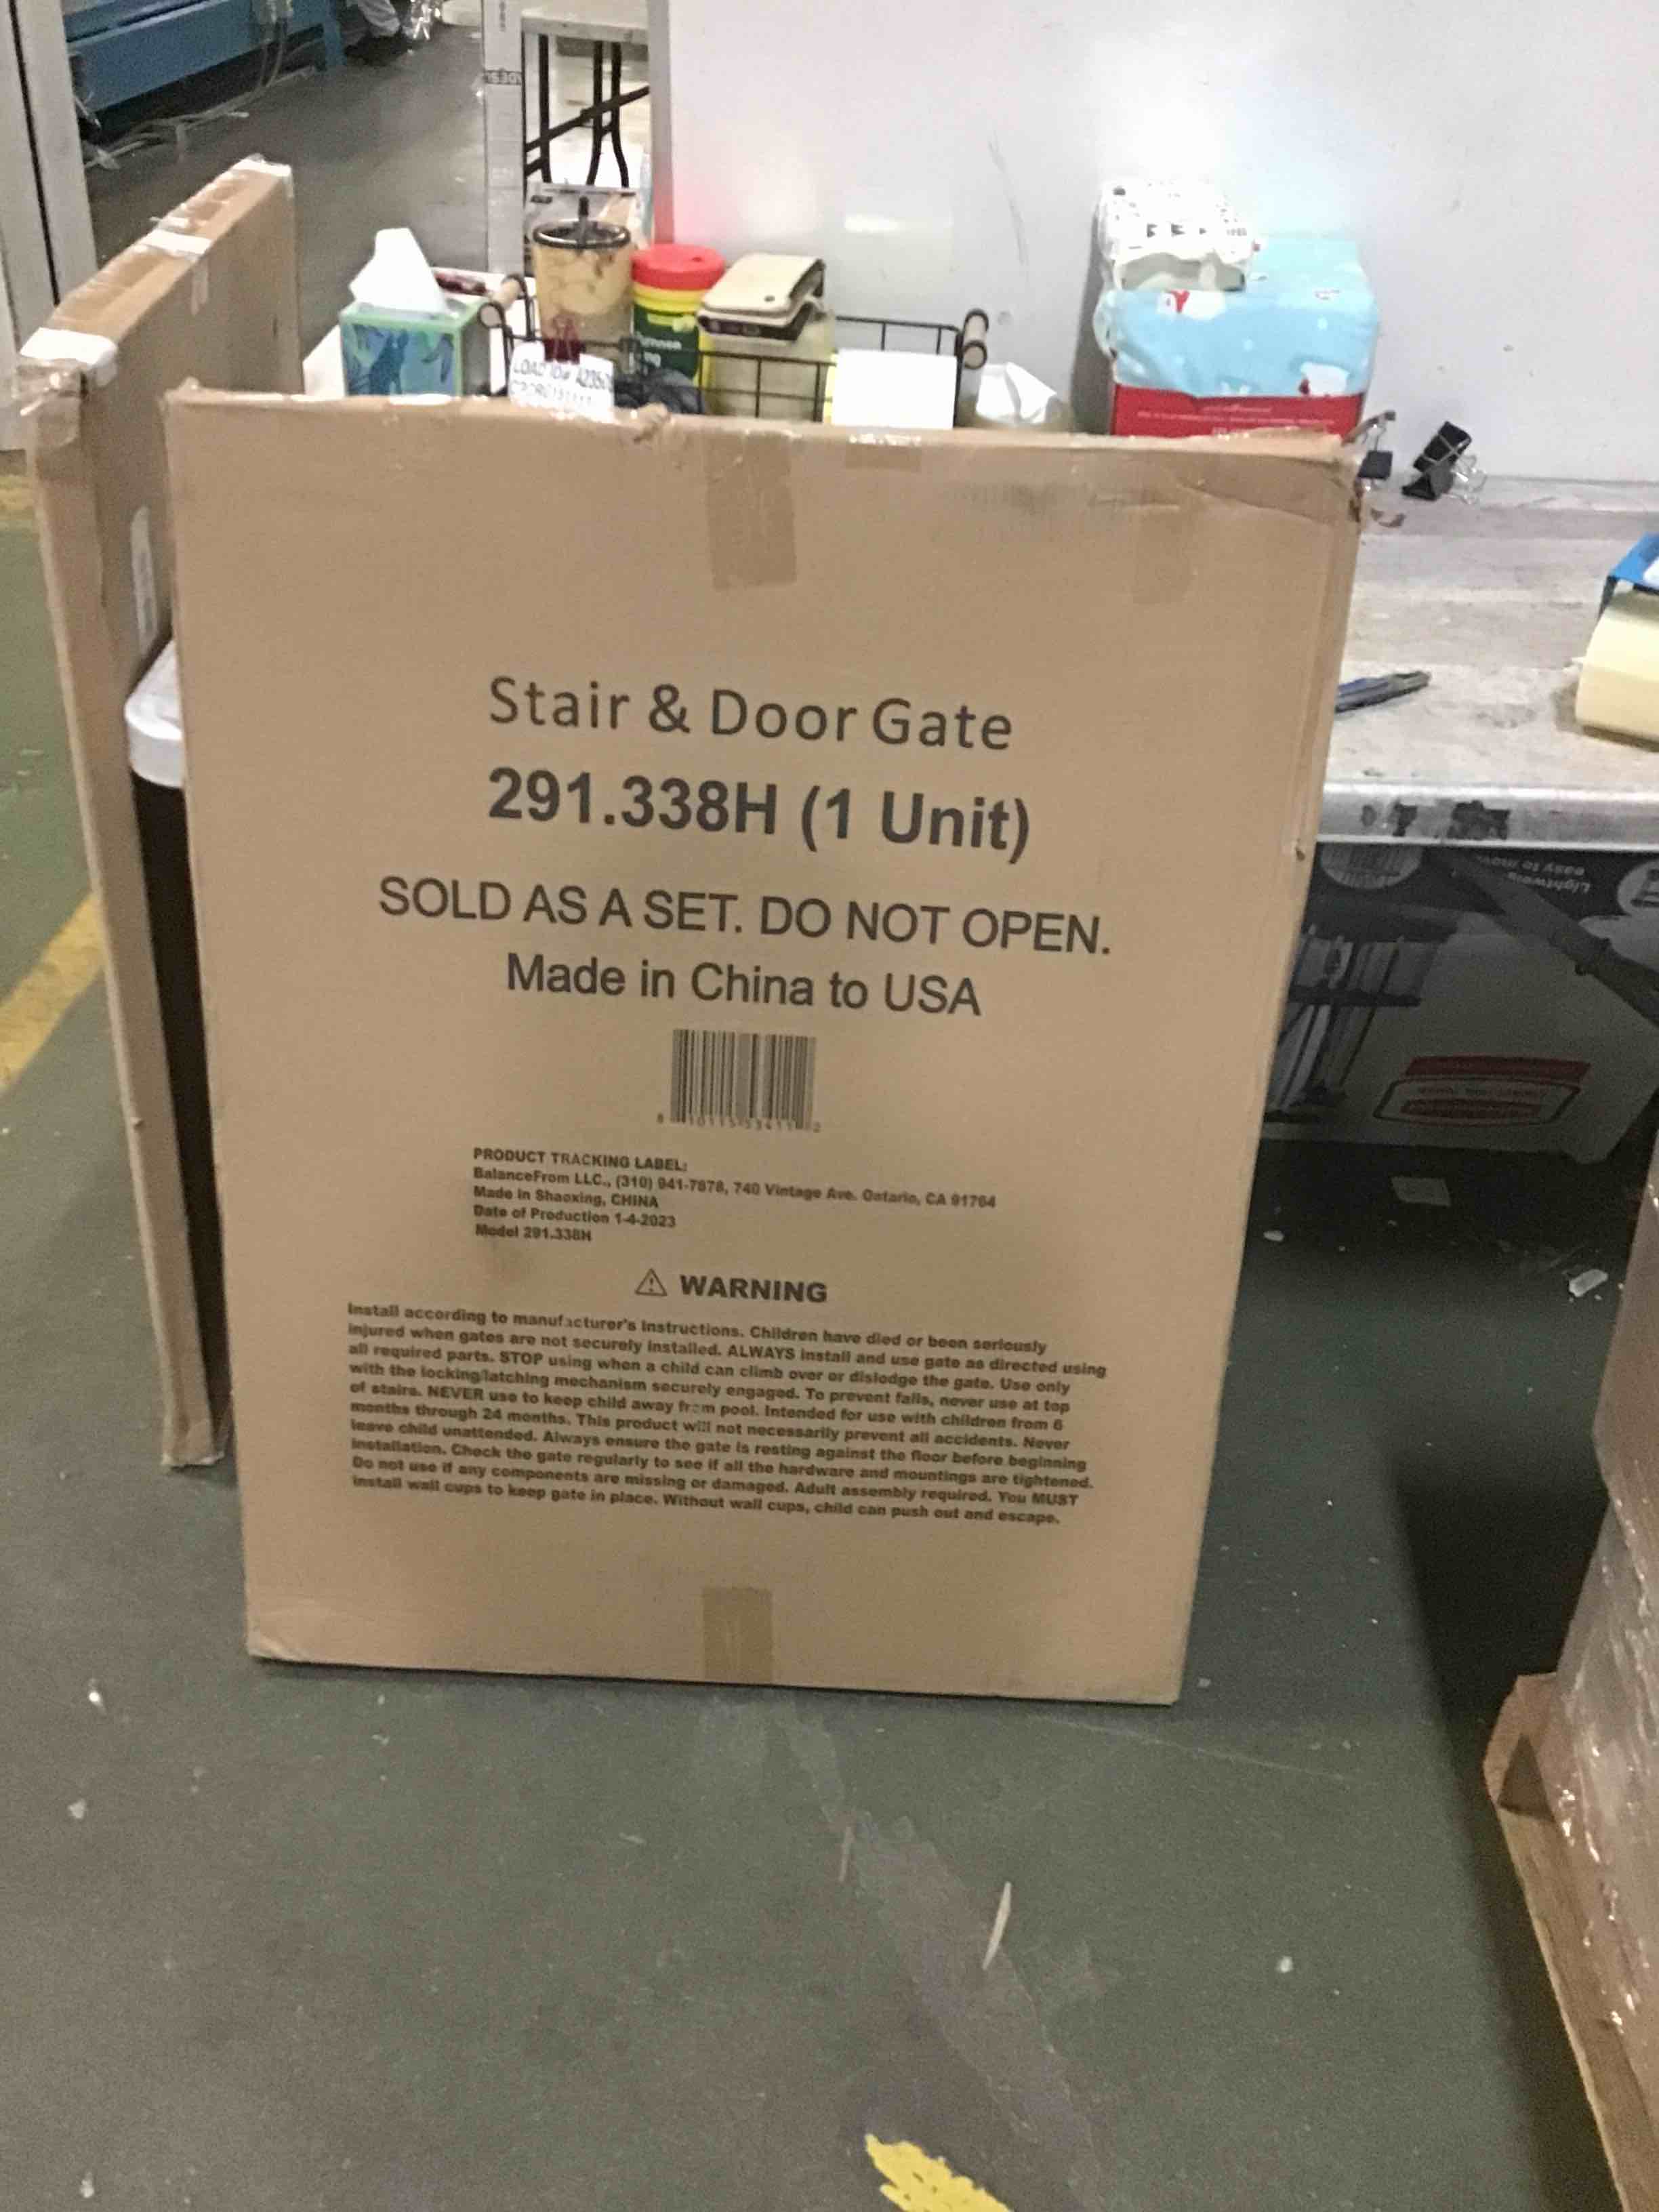 LOAD ID# A2350
Stair & Door Gate
291.338H (1 Unit)
SOLD AS A SET. DO NOT OPEN.
Made in China to USA
PRODUCT TRACKING LABEL:
BalanceFrom LLC., (310) 941-7878, 740 Vintage Ave. Ontario, CA 91764
Made in Shaoxing, CHINA
Date of Production 1-4-2023
Model 291.338H
⚠ WARNING
Install according to manufacturer's Instructions. Children have died or been seriously
injured when gates are not securely installed. ALWAYS install and use gate as directed using
all required parts. STOP using when a child can climb over or dislodge the gate. Use only
with the locking/latching mechanism securely engaged. To prevent falls, never use at top
of stairs. NEVER use to keep child away from pool. Intended for use with children from 6
months through 24 months. This product will not necessarily prevent all accidents. Never
leave child unattended. Always ensure the gate is resting against the floor before beginning
installation. Check the gate regularly to see if all the hardware and mountings are tightened.
Do not use if any components are missing or damaged. Adult assembly required. You MUST
install wall cups to keep gate in place. Without wall cups, child can push out and escape.
Lightweight
easy to move